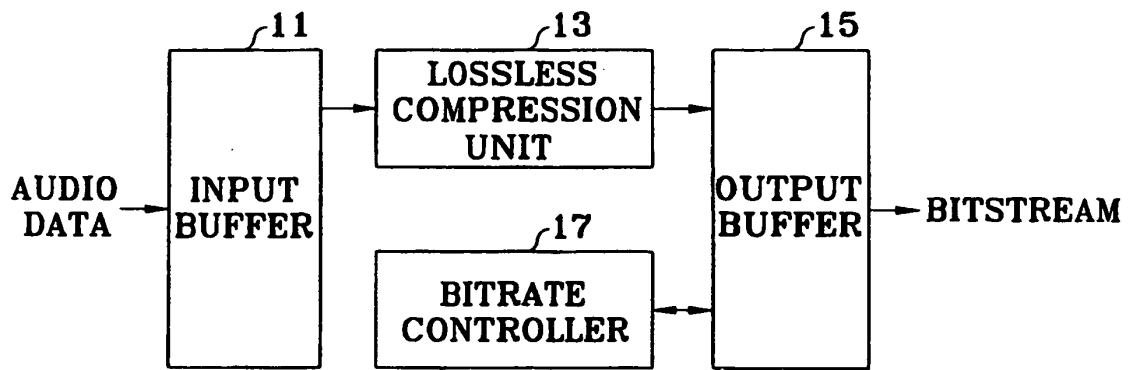 11
13
15
LOSSLESS
COMPRESSION
UNIT
AUDIO
DATA
INPUT
BUFFER
OUTPUT
BUFFER
BITSTREAM
17
BITRATE
CONTROLLER